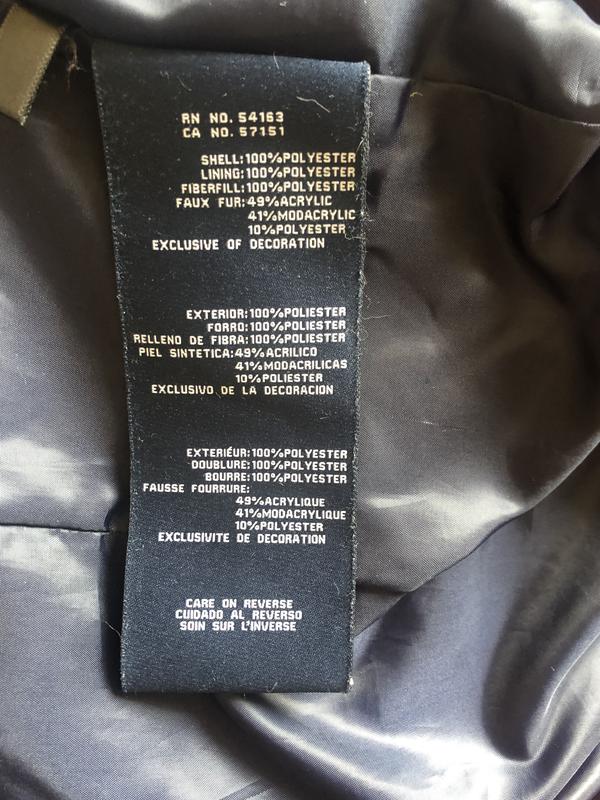 RN NO. 54163
CA NO. 57151
SHELL:100%POLYESTER
LINING:100%POLYESTER
FIBERFILL:100%POLYESTER
FAUX FUR:49%ACRYLIC
41%MODACRYLIC
10%POLYESTER
EXCLUSIVE OF DECORATION
EXTERIOR:100%POLIESTER
FORRO:100%POLIESTER
RELLENO DE FIBRA:100%POLIESTER
PIEL SINTETICA:49%ACRILICO
41%MODACRILICAS
10%POLIESTER
EXCLUSIVO DE LA DECORACION
EXTERIÉUR:100%POLYESTER
DOUBLURE:100%POLYESTER
BOURRE:100%POLYESTER
FAUSSE FOURRURE:
49%ACRYLIQUE
41%MODACRYLIQUE
10%POLYESTER
EXCLUSIVITE DE DECORATION
CARE ON REVERSE
CUIDADO AL REVERSO
SOIN SUR L'INVERSE